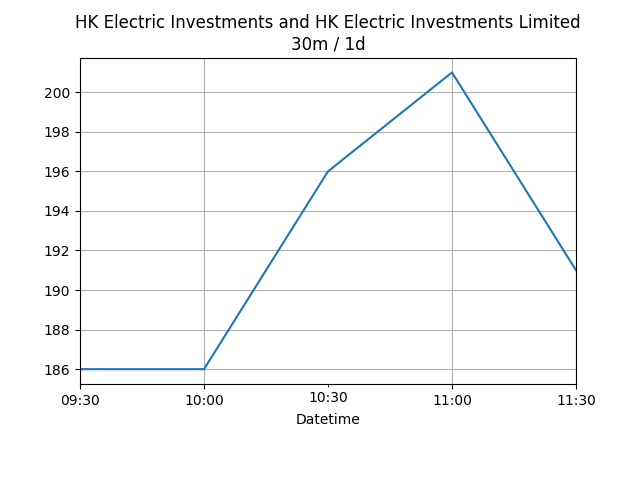 HK Electric Investments and HK Electric Investments Limited
30m / 1d
200
198
196
194
192
190
188
186
09:30 10:00 10:30 11:00 11:30
Datetime